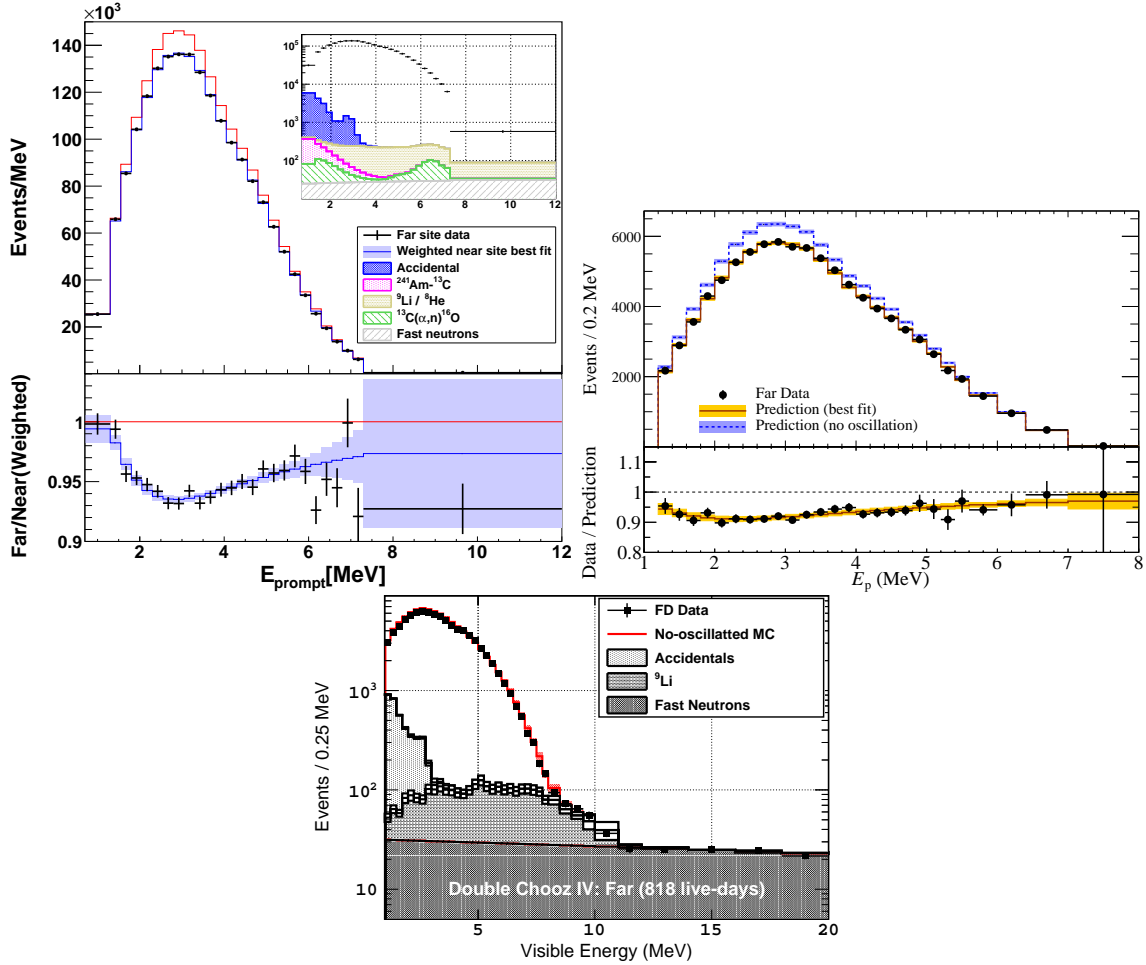 ×10³
Events/MeV
140
120
100
80
60
40
20
10⁵
10⁴
10³
10²
2 4 6 8 10 12
Far site data
Weighted near site best fit
Accidental
²⁴¹Am-¹³C
⁹Li / ⁸He
¹³C(α,n)¹⁶O
Fast neutrons
Far/Near(Weighted)
1
0.95
0.9
2 4 6 8 10 12
E_prompt[MeV]
Events / 0.2 MeV
6000
4000
2000
Far Data
Prediction (best fit)
Prediction (no oscillation)
Data / Prediction
1.1
1
0.9
0.8
1 2 3 4 5 6 7 8
E_p (MeV)
Events / 0.25 MeV
10³
10²
10
FD Data
No-oscillatted MC
Accidentals
⁹Li
Fast Neutrons
Double Chooz IV: Far (818 live-days)
5 10 15 20
Visible Energy (MeV)